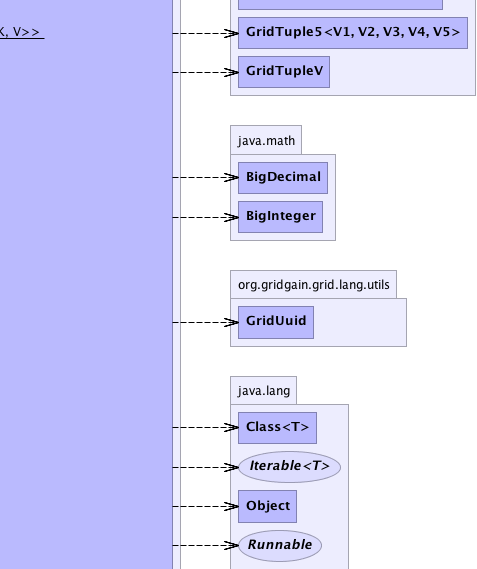 K, V>>
GridTuple5<V1, V2, V3, V4, V5>
GridTupleV
java.math
BigDecimal
BigInteger
org.gridgain.grid.lang.utils
GridUuid
java.lang
Class<T>
Iterable<T>
Object
Runnable